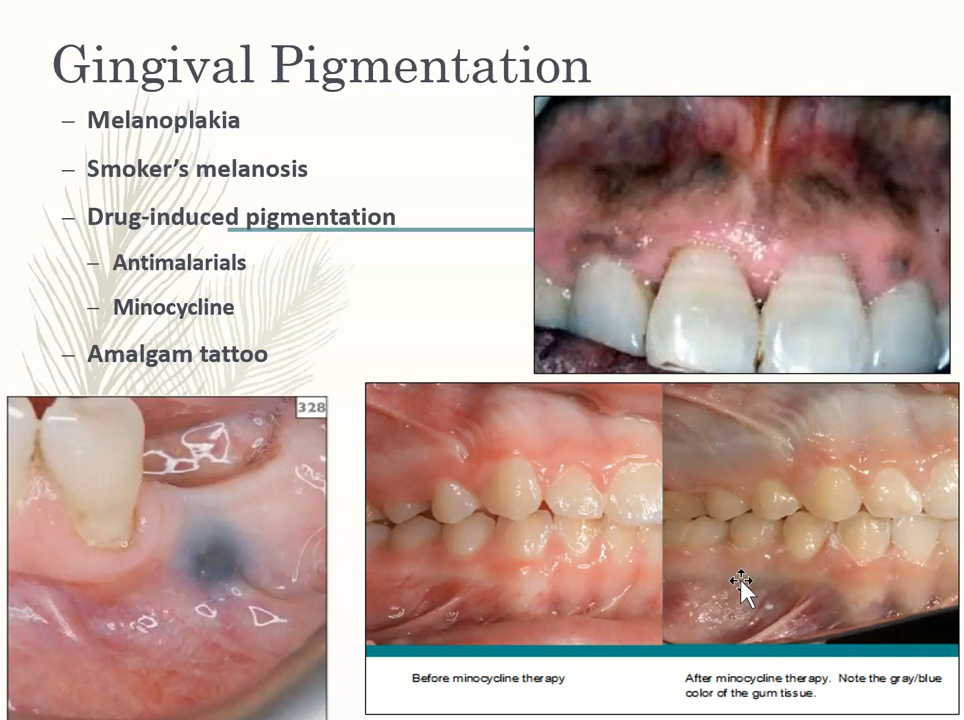 Gingival Pigmentation
– Melanoplakia
– Smoker’s melanosis
– Drug-induced pigmentation
– Antimalarials
– Minocycline
– Amalgam tattoo
328
Before minocycline therapy
After minocycline therapy. Note the gray/blue
color of the gum tissue.